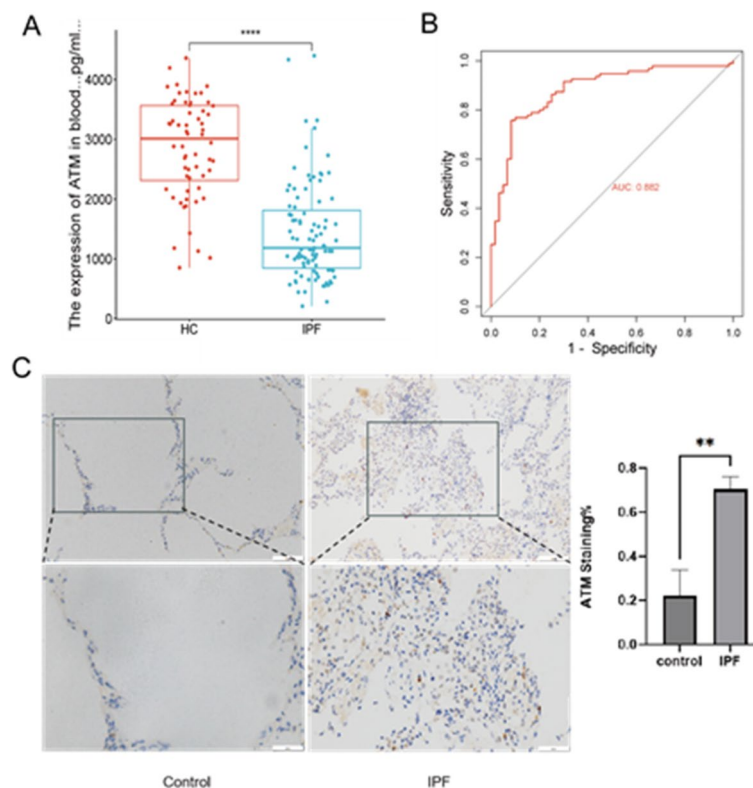 A
The expression of ATM in blood...pg/ml...
4000
3000
2000
1000
0
****
HC
IPF
B
Sensitivity
1.0
0.8
0.6
0.4
0.2
0.0
AUC: 0.882
0.0 0.2 0.4 0.6 0.8 1.0
1 - Specificity
C
Control
IPF
ATM Staining%
0.8
0.6
0.4
0.2
0.0
**
control
IPF